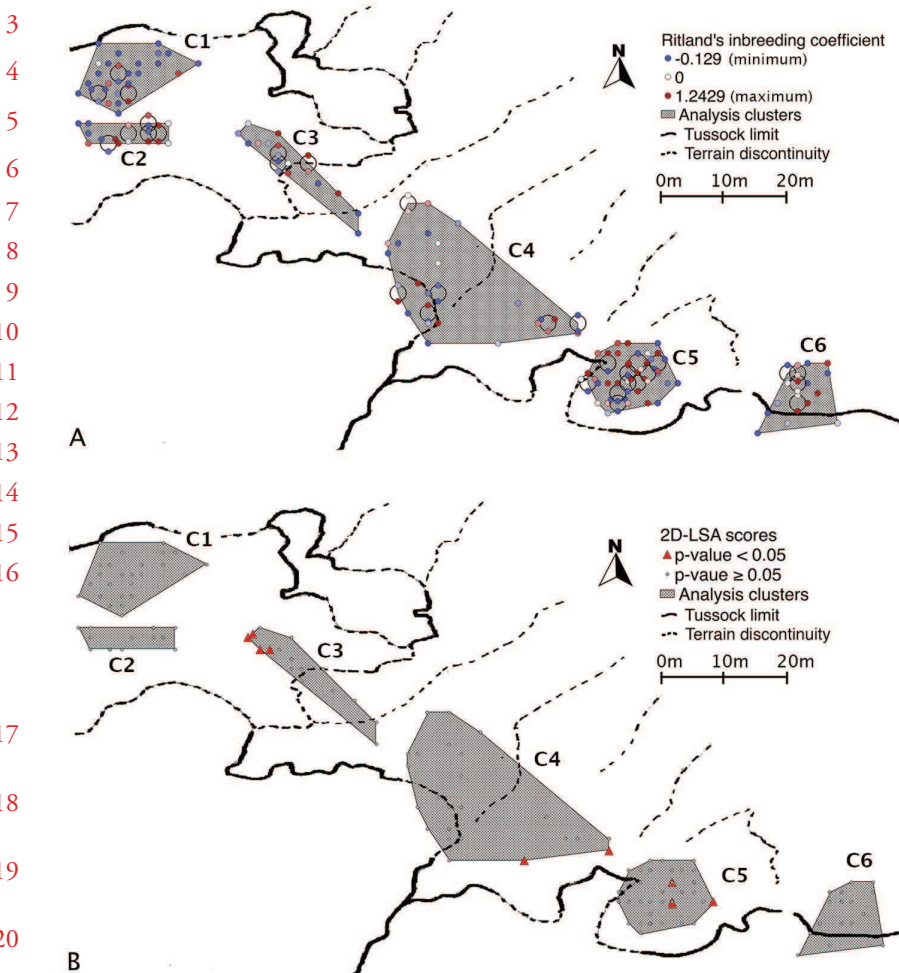 3
4
5
6
7
8
9
10
11
12
13
14
15
16
17
18
19
20
C1
N
Ritland's inbreeding coefficient
-0.129 (minimum)
0
1.2429 (maximum)
Analysis clusters
Tussock limit
Terrain discontinuity
0m 10m 20m
C2
C3
C4
C5
C6
A
C1
N
2D-LSA scores
p-value < 0.05
p-vaue ≥ 0.05
Analysis clusters
Tussock limit
Terrain discontinuity
0m 10m 20m
C2
C3
C4
C5
C6
B